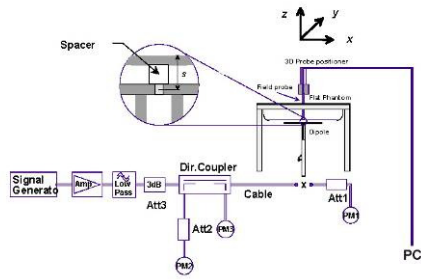 z
y
x
Spacer
s
3D Probe positioner
Field probe
Flat Phantom
Dipole
Signal
Generato
Amp
Low
Pass
3dB
Att3
Dir.Coupler
Cable
x
Att1
PM1
Att2
PM3
PM2
PC